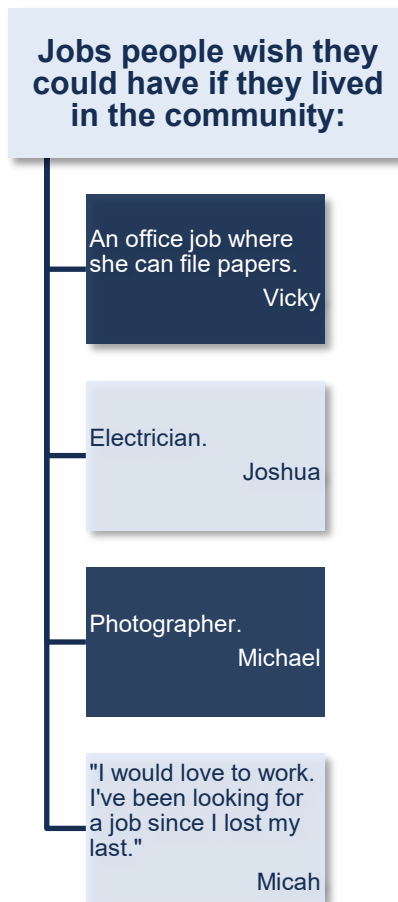 Jobs people wish they
could have if they lived
in the community:
An office job where
she can file papers.
Vicky
Electrician.
Joshua
Photographer.
Michael
"I would love to work.
I've been looking for
a job since I lost my
last."
Micah